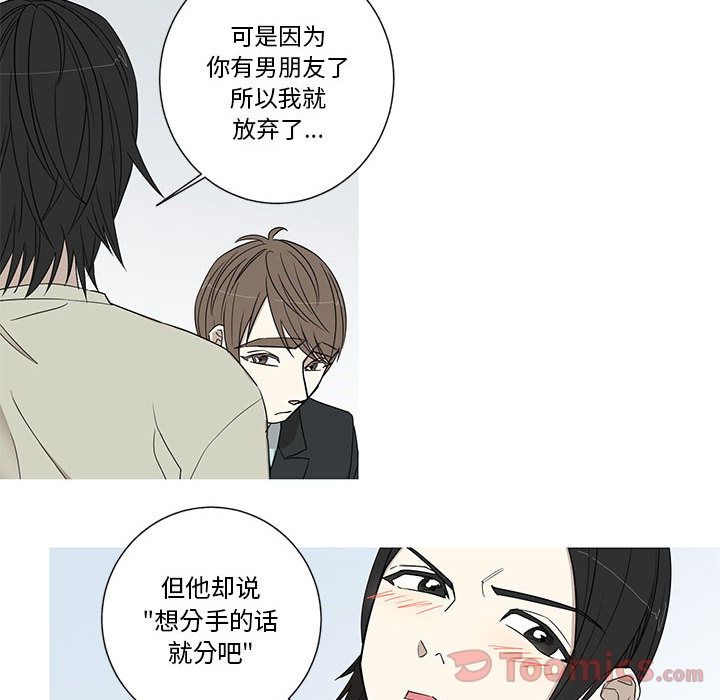 可是因为
你有男朋友了
所以我就
放弃了...
但他却说
"想分手的话
就分吧"
Toomics.com